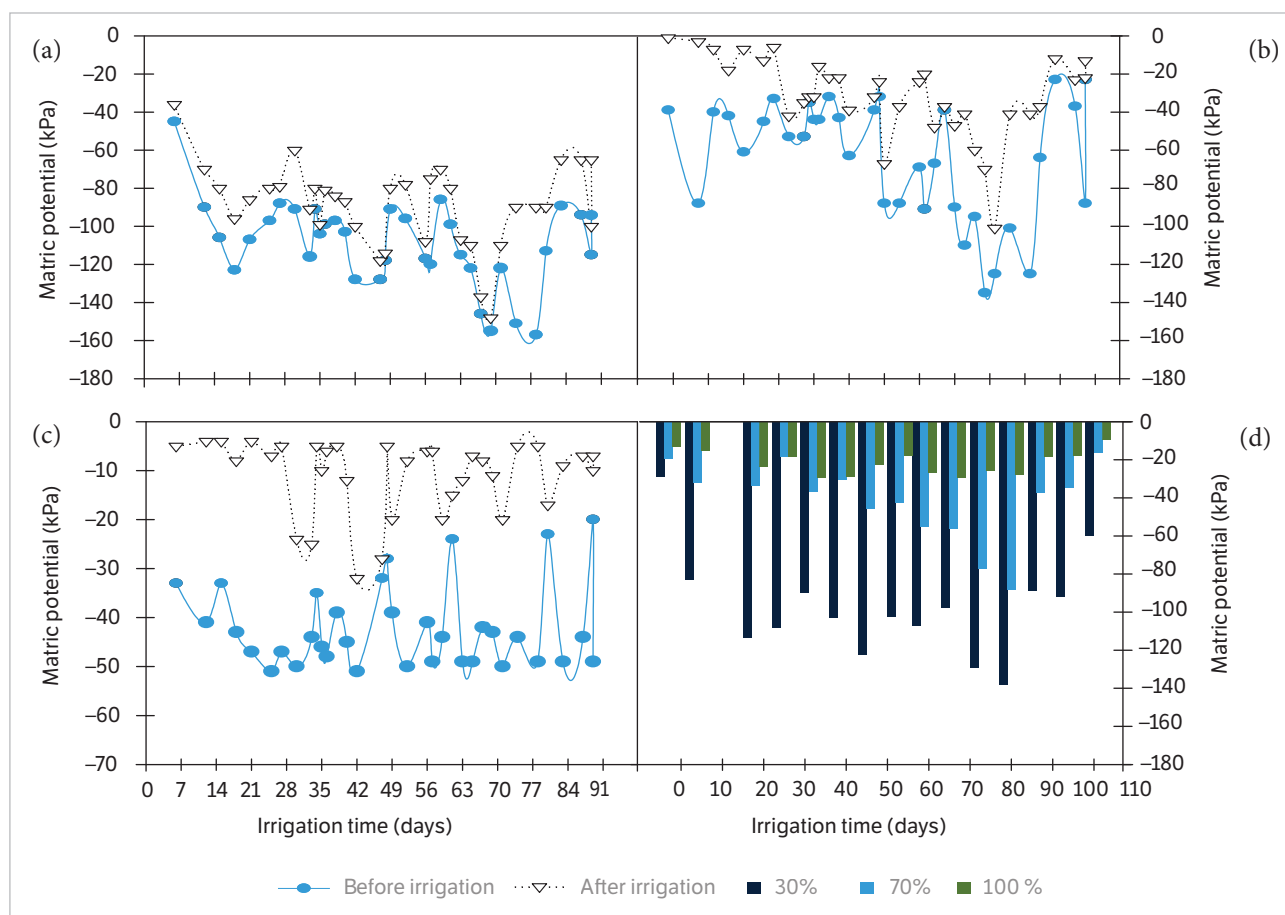 (a)
(b)
Matric potential (kPa)
0
–20
–40
–60
–80
–100
–120
–140
–160
–180
0
–20
–40
–60
–80
–100
–120
–140
–160
–180
Matric potential (kPa)
(c)
(d)
Matric potential (kPa)
0
–10
–20
–30
–40
–50
–60
–70
0
–20
–40
–60
–80
–100
–120
–140
–160
–180
Matric potential (kPa)
0 7 14 21 28 35 42 49 56 63 70 77 84 91
0 20 30 40 50 60 70 80 90 100 110
Irrigation time (days)
Irrigation time (days)
Before irrigation After irrigation 30% 70% 100 %